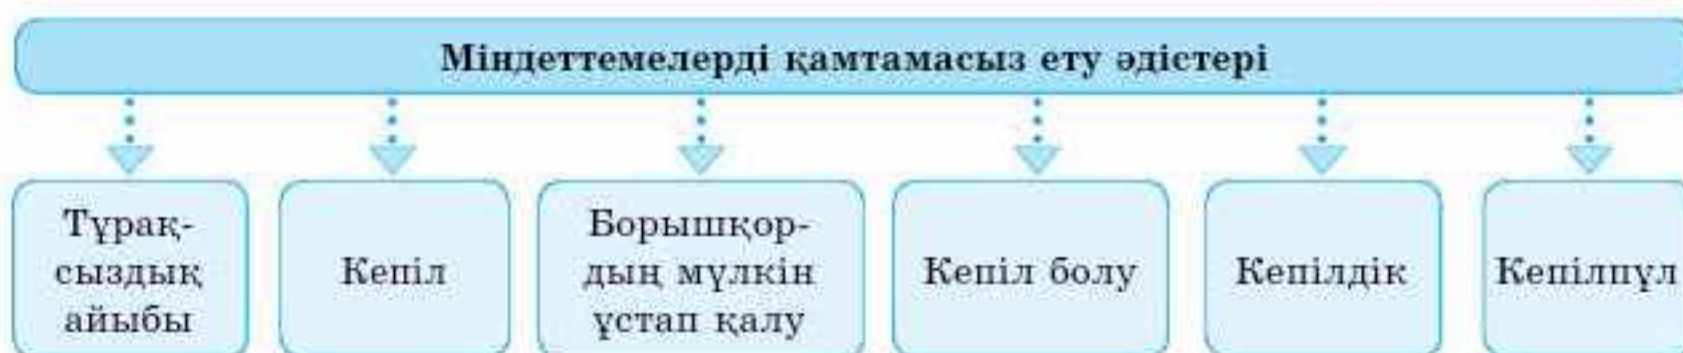 Міндеттемелерді қамтамасыз ету әдістері
Тұрақ-
сыздық
айыбы
Кепіл
Борышқор-
дың мүлкін
ұстап қалу
Кепіл болу
Кепілдік
Кепілпұл